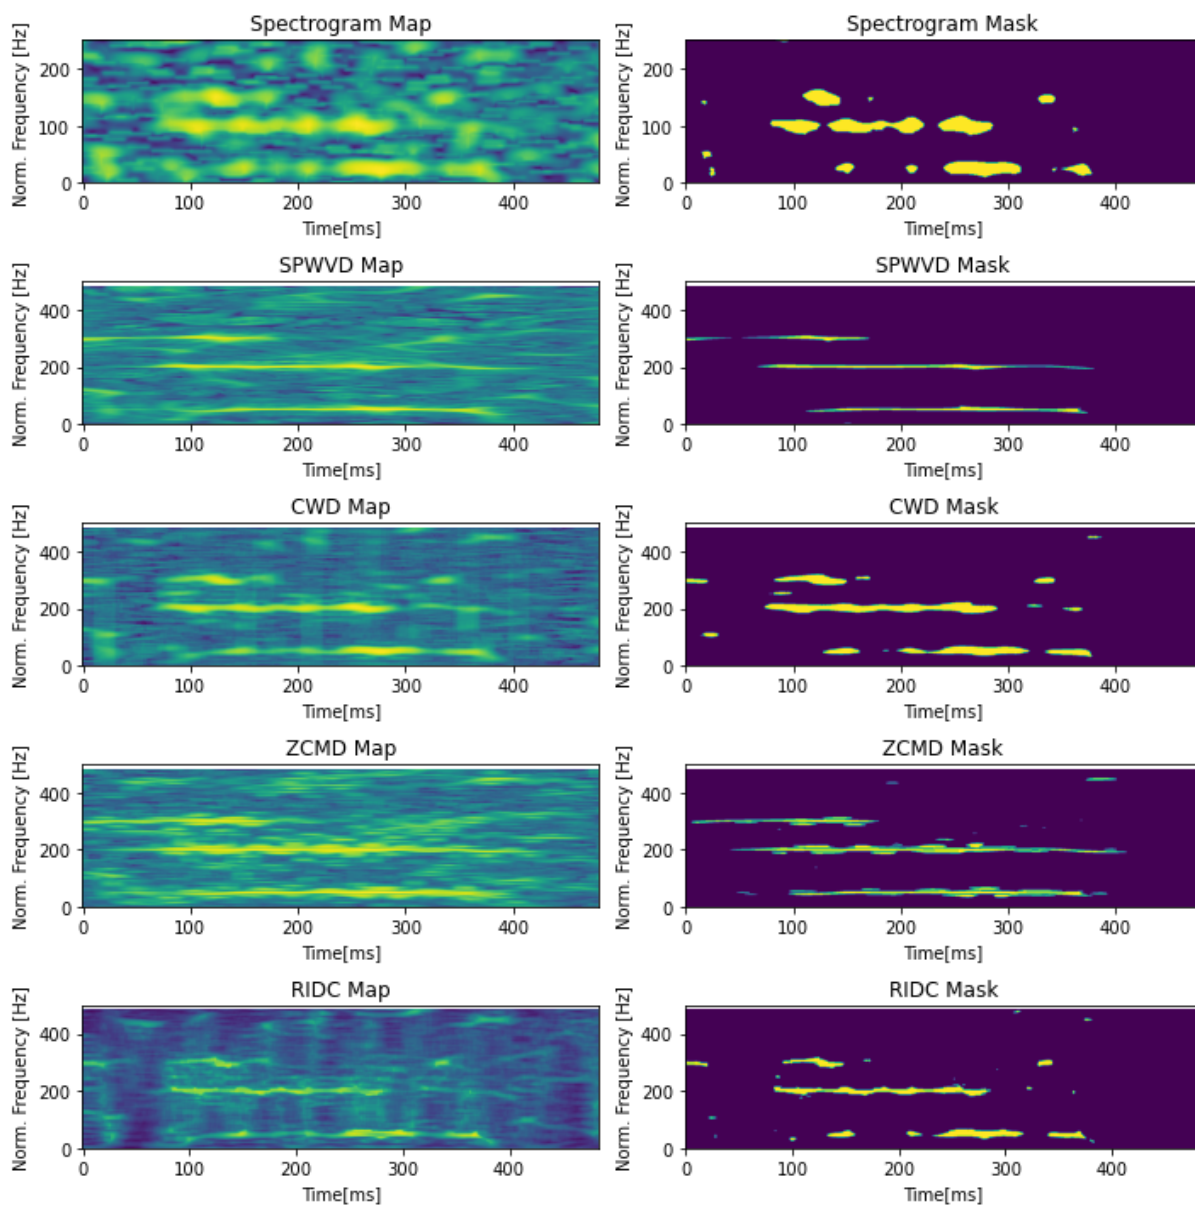 Spectrogram Map
Norm. Frequency [Hz]
200
100
0
0 100 200 300 400
Time[ms]
Spectrogram Mask
Norm. Frequency [Hz]
200
100
0
0 100 200 300 400
Time[ms]
SPWVD Map
Norm. Frequency [Hz]
400
200
0
0 100 200 300 400
Time[ms]
SPWVD Mask
Norm. Frequency [Hz]
400
200
0
0 100 200 300 400
Time[ms]
CWD Map
Norm. Frequency [Hz]
400
200
0
0 100 200 300 400
Time[ms]
CWD Mask
Norm. Frequency [Hz]
400
200
0
0 100 200 300 400
Time[ms]
ZCMD Map
Norm. Frequency [Hz]
400
200
0
0 100 200 300 400
Time[ms]
ZCMD Mask
Norm. Frequency [Hz]
400
200
0
0 100 200 300 400
Time[ms]
RIDC Map
Norm. Frequency [Hz]
400
200
0
0 100 200 300 400
Time[ms]
RIDC Mask
Norm. Frequency [Hz]
400
200
0
0 100 200 300 400
Time[ms]